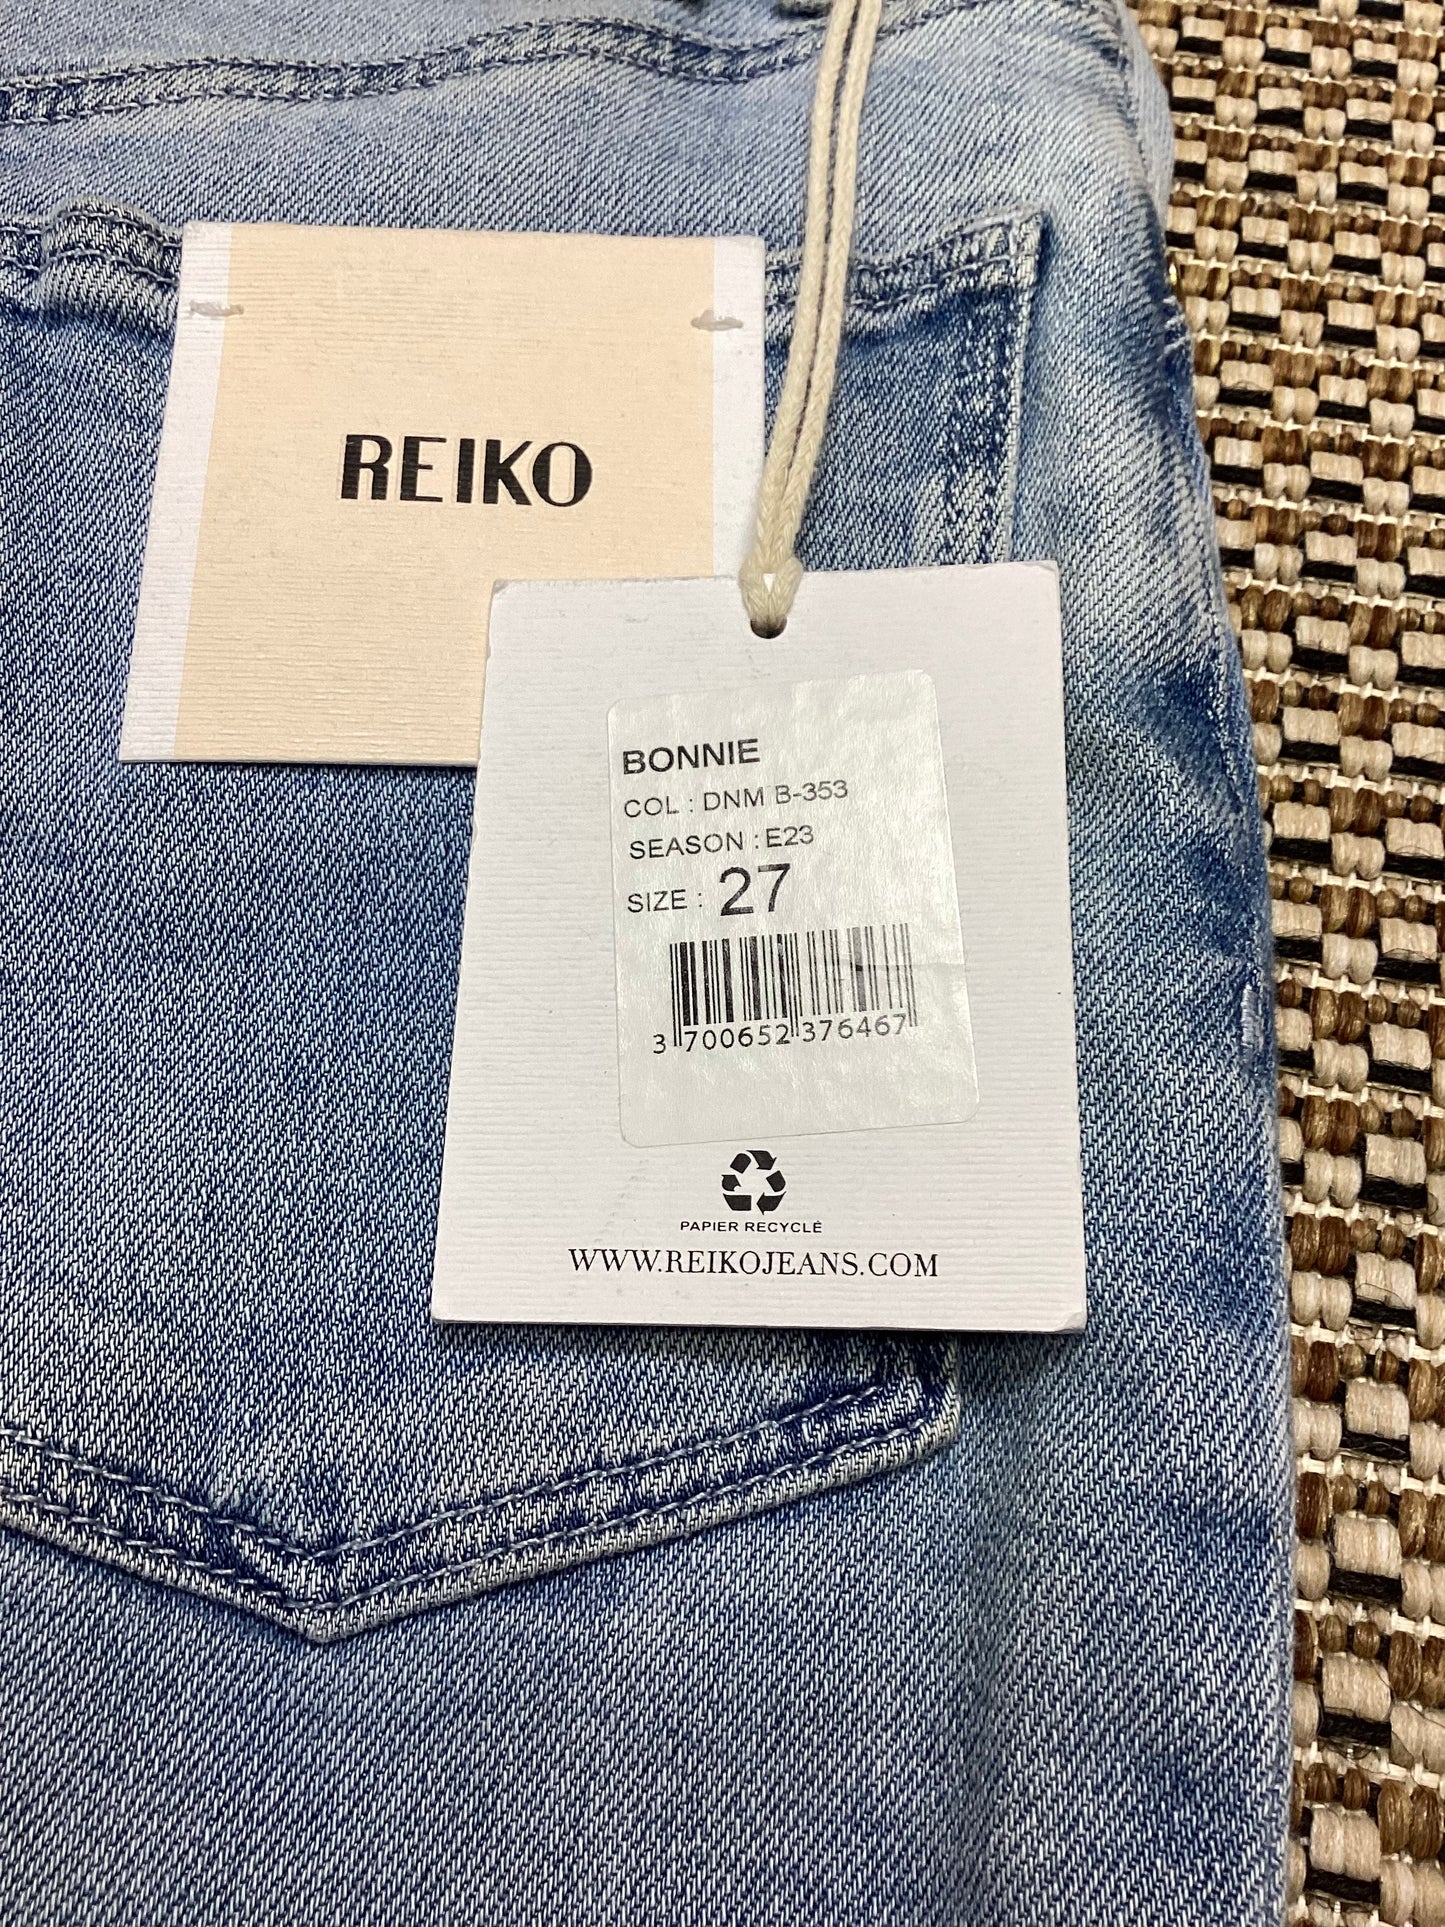 REIKO
BONNIE
COL : DNM B-353
SEASON : E23
SIZE : 27
3 700652 376467
PAPIER RECYCLÉ
WWW.REIKOJEANS.COM